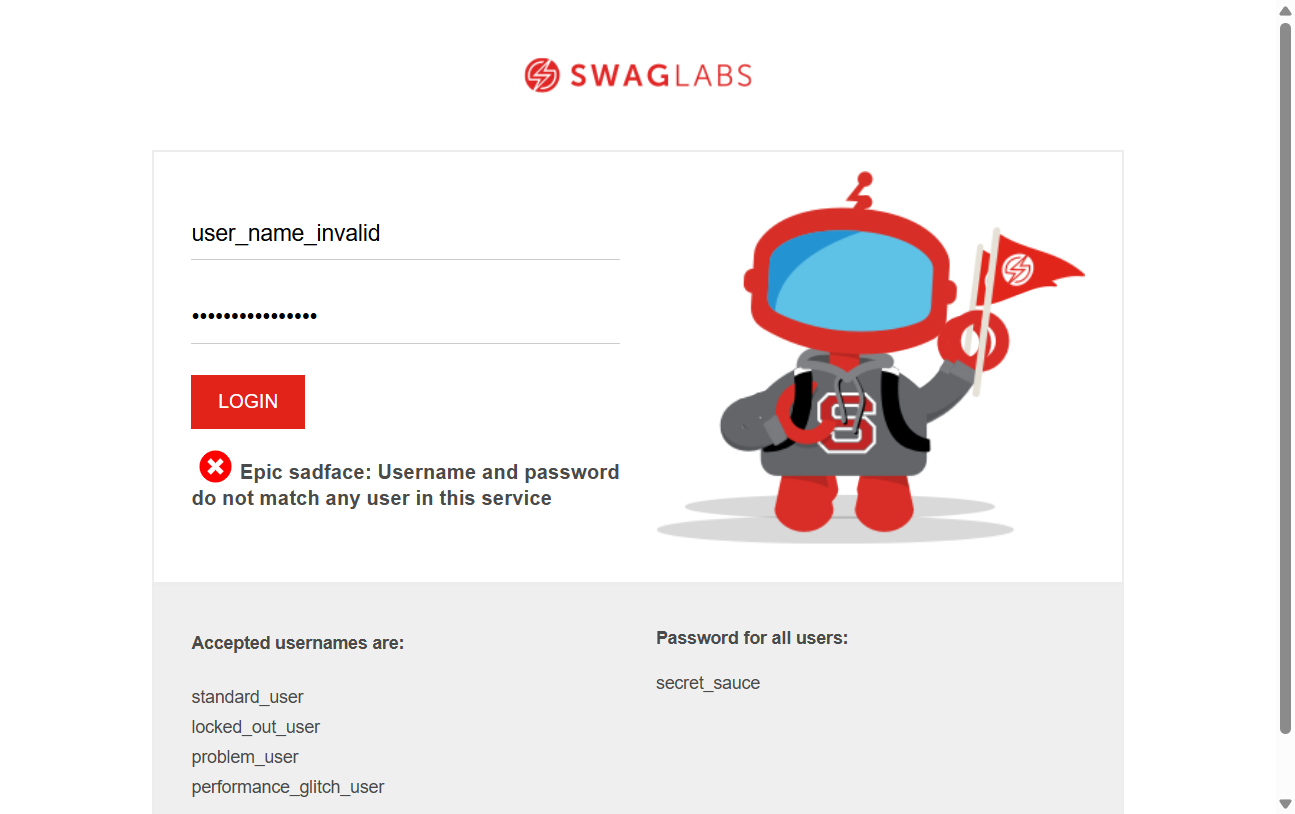 SWAGLABS
user_name_invalid
••••••••••••••••
LOGIN
Epic sadface: Username and password
do not match any user in this service
S
Accepted usernames are:
standard_user
locked_out_user
problem_user
performance_glitch_user
Password for all users:
secret_sauce